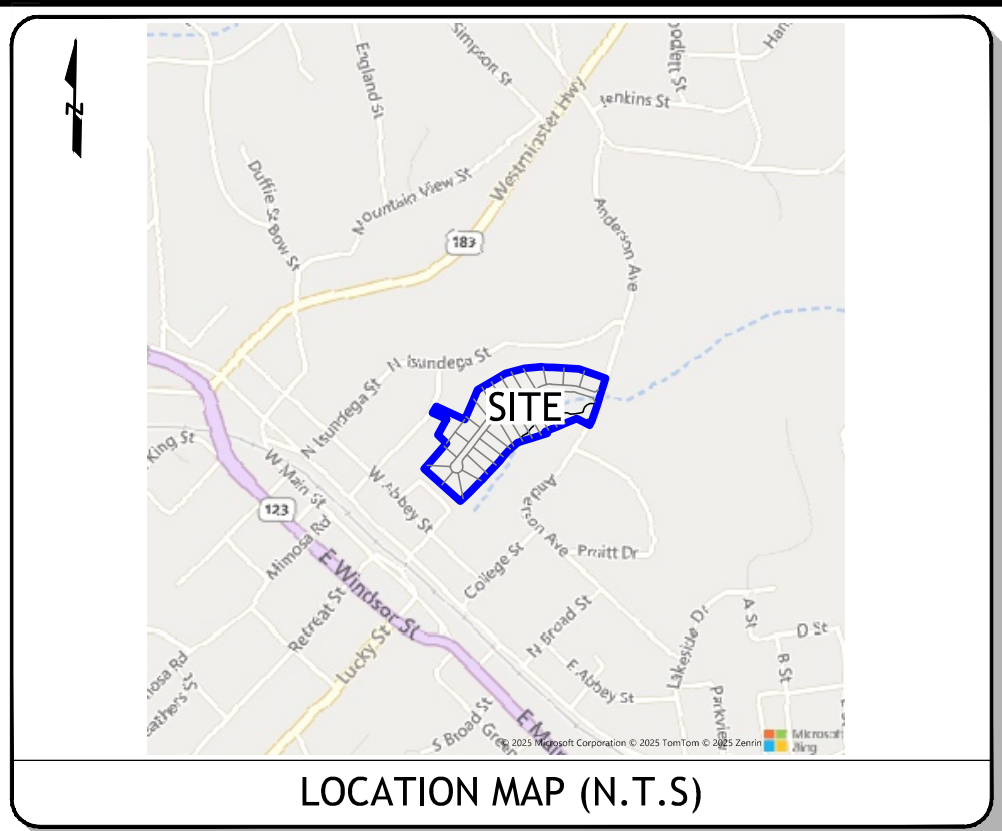 Simpson St
England St
Westminster Hwy
Jenkins St
Z
Duffie St
Bow St
Mountain View St
183
Anderson Ave
N Isundega St
SITE
N Isundega St
King St
W Main St
W Abbey St
123
Mimosa Rd
Anderson Ave
Pruitt Dr
College St
E Windsor St
Retreat St
Lucky St
N Broad St
E Abbey St
Lakeside Dr
A St
D St
B St
Parkview
S Broad St
E Main
© 2025 Microsoft Corporation © 2025 TomTom © 2025 Zenrin
Microsoft
Bing
LOCATION MAP (N.T.S)